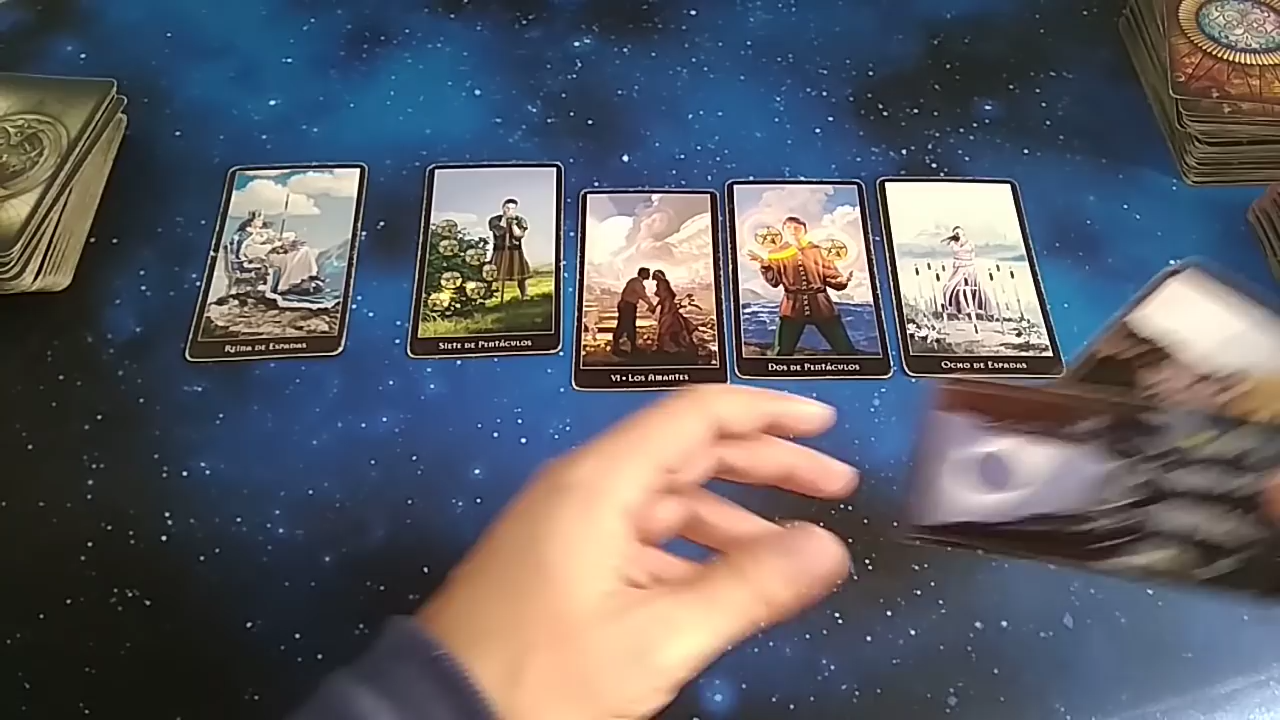 Reina de Espadas
Siete de Pentáculos
VI • Los Amantes
Dos de Pentáculos
Ocho de Espadas